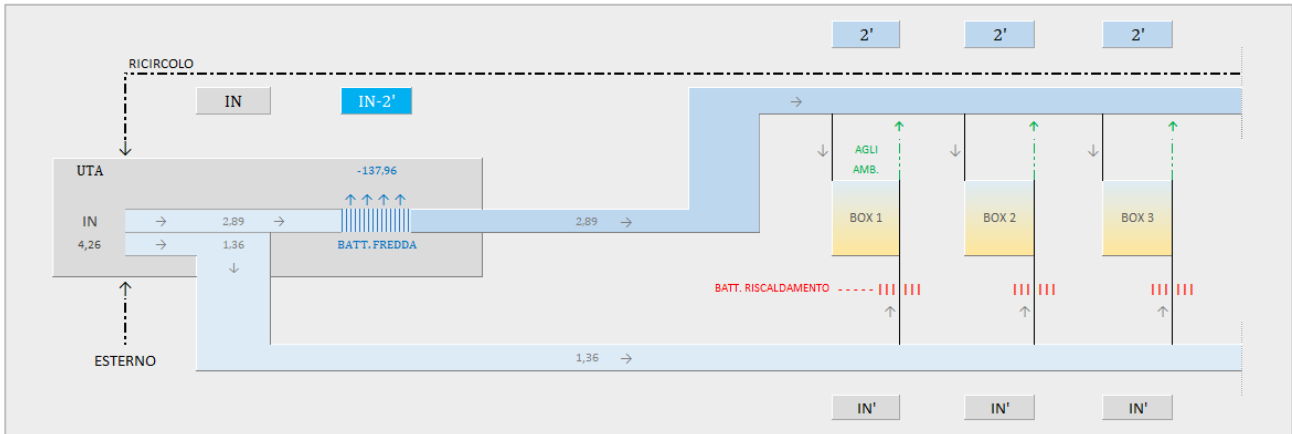 2' 2' 2'
RICIRCOLO
IN IN-2'
UTA -137,96
AGLI
AMB.
IN 2,89 2,89
BOX 1 BOX 2 BOX 3
4,26 1,36 BATT. FREDDA
BATT. RISCALDAMENTO
ESTERNO
1,36
IN' IN' IN'